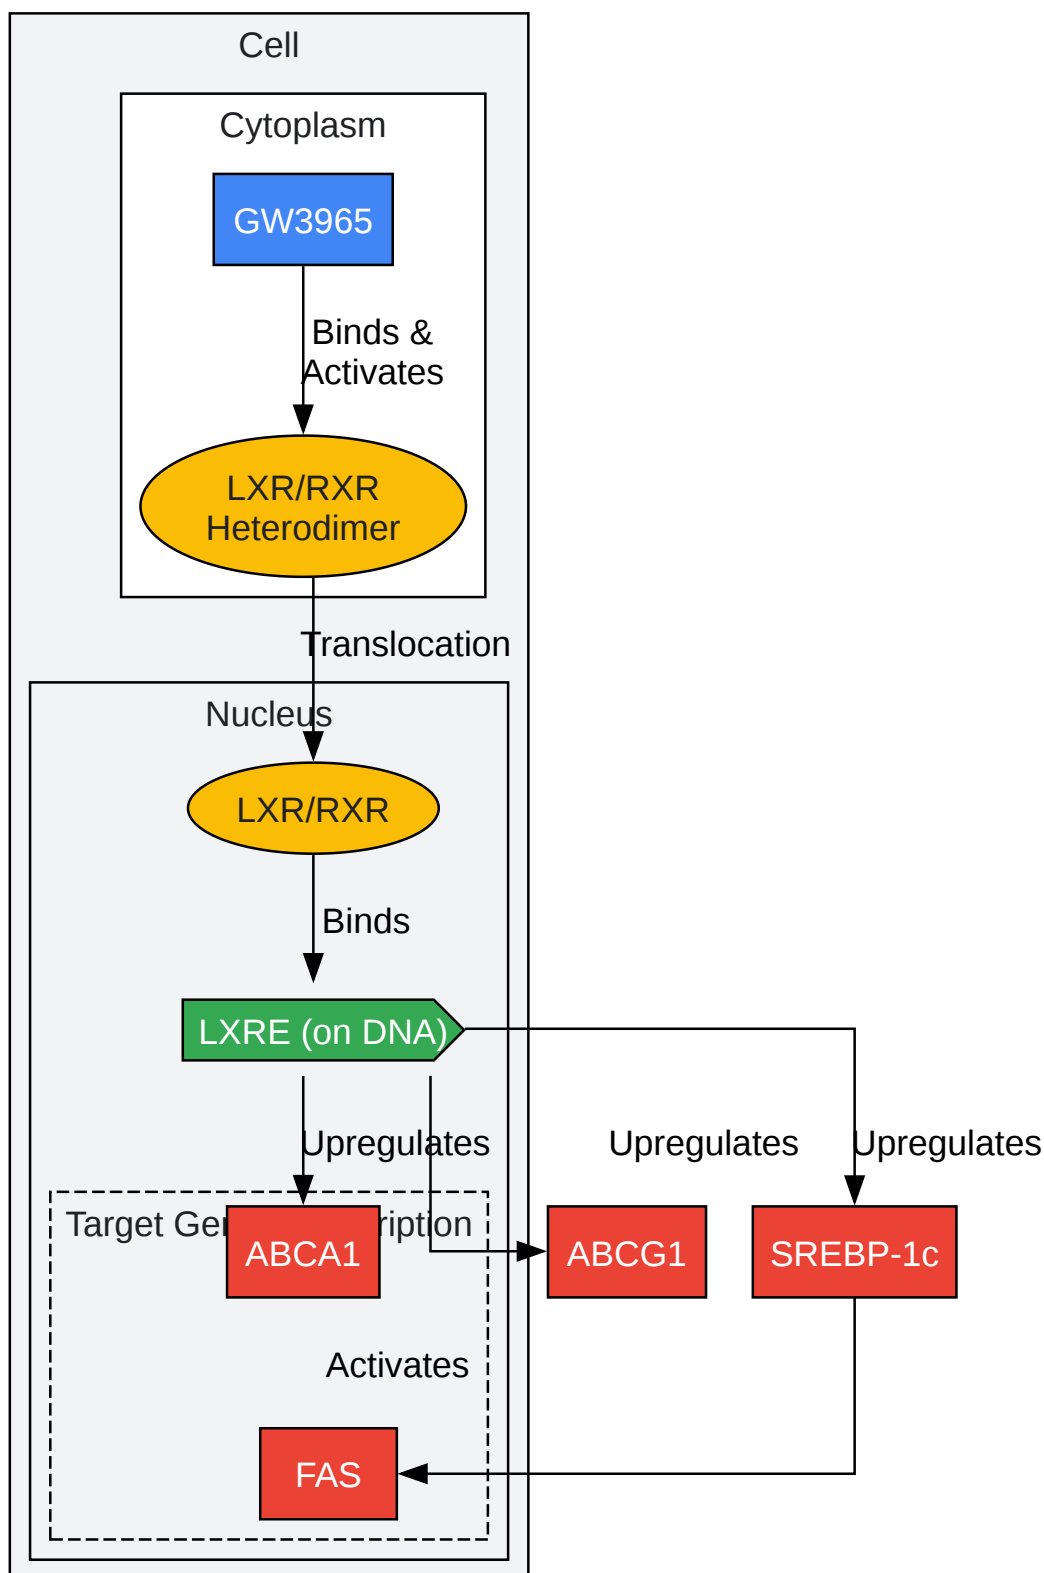 Cell
Cytoplasm
GW3965
Binds &
Activates
LXR/RXR
Heterodimer
Translocation
Nucleus
LXR/RXR
Binds
LXRE (on DNA)
Upregulates
Upregulates
Upregulates
Target
ABCA1
ABCG1
SREBP-1c
Activates
FAS